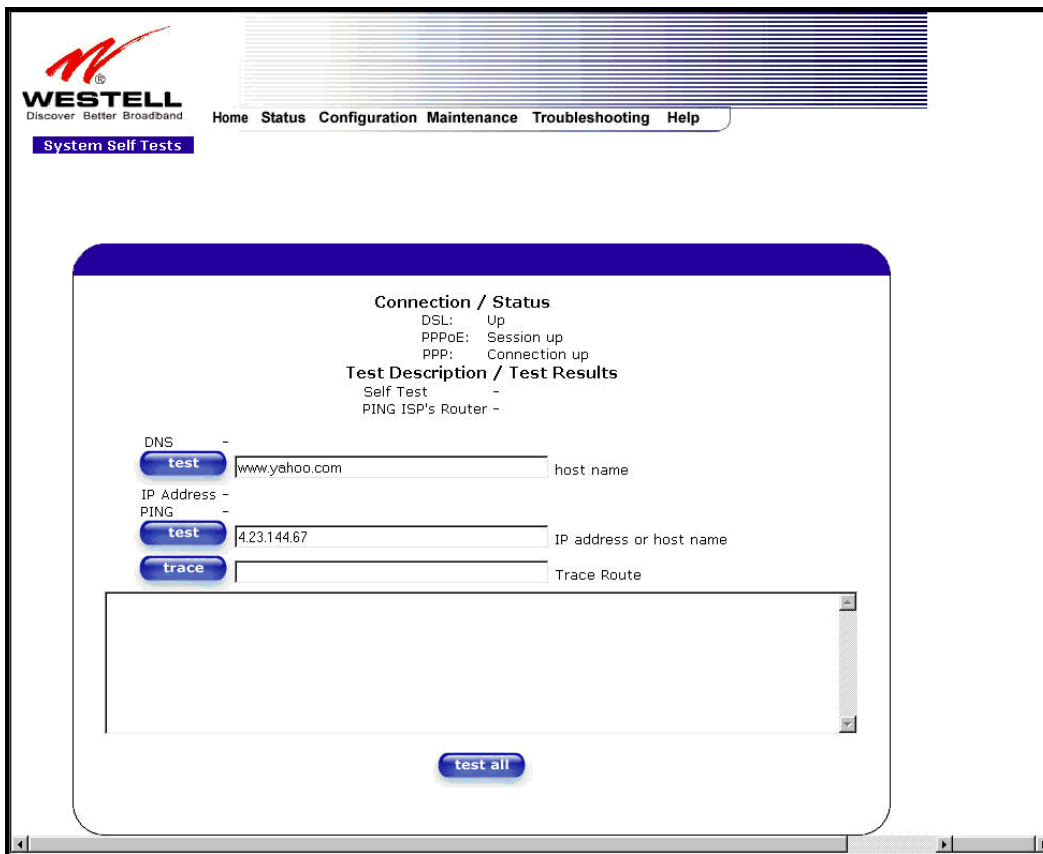 WESTELL
®
Discover Better Broadband
Home Status Configuration Maintenance Troubleshooting Help
System Self Tests
Connection / Status
DSL: Up
PPPoE: Session up
PPP: Connection up
Test Description / Test Results
Self Test -
PING ISP's Router -
DNS -
test www.yahoo.com host name
IP Address -
PING -
test 4.23.144.67 IP address or host name
trace Trace Route
test all